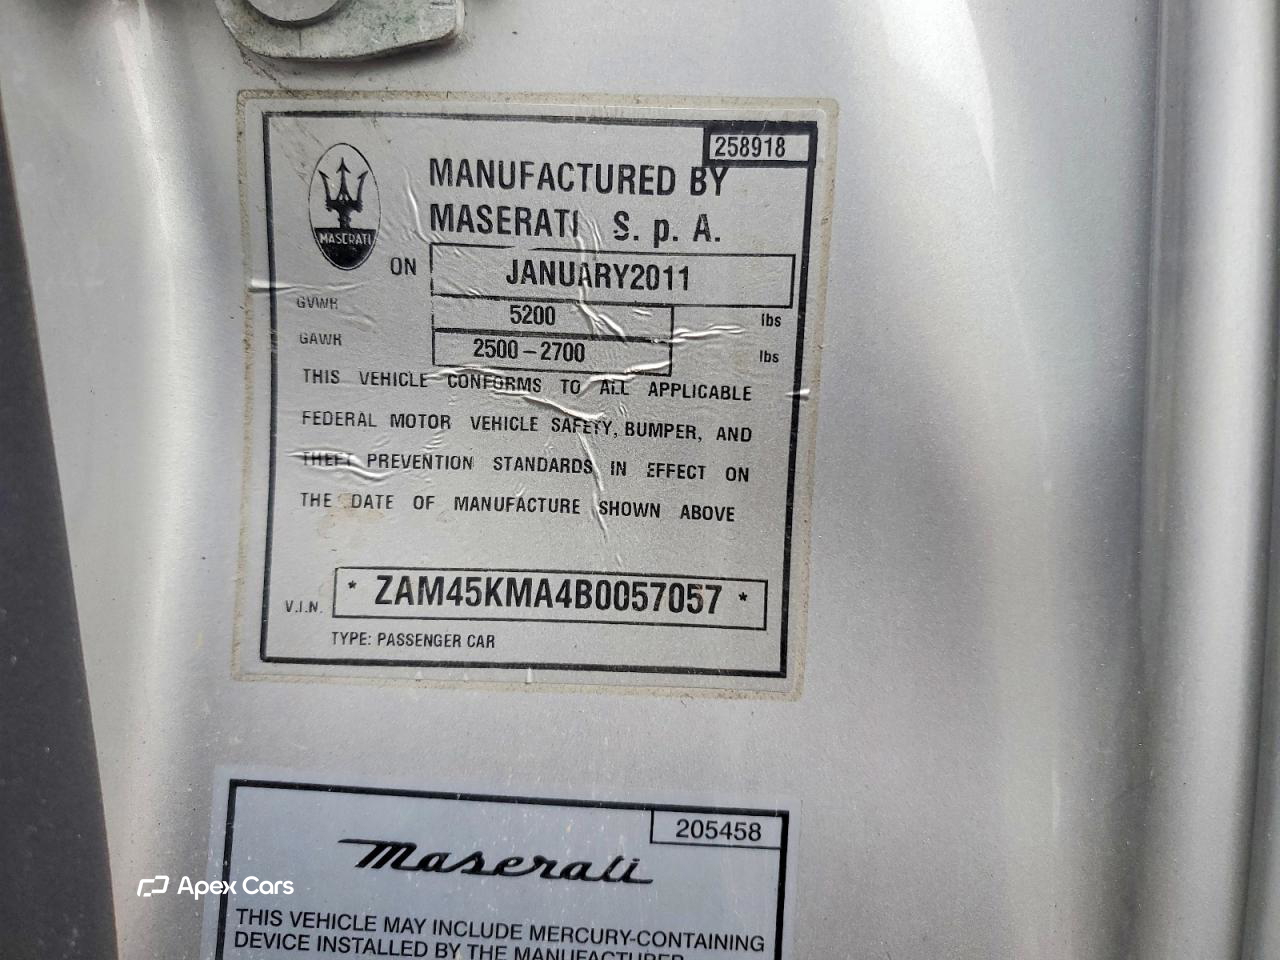 258918
MANUFACTURED BY
MASERATI S. p. A.
MASERATI
ON JANUARY2011
GVWR 5200 lbs
GAWR 2500-2700 lbs
THIS VEHICLE CONFORMS TO ALL APPLICABLE
FEDERAL MOTOR VEHICLE SAFETY, BUMPER, AND
THEFT PREVENTION STANDARDS IN EFFECT ON
THE DATE OF MANUFACTURE SHOWN ABOVE
V.I.N. * ZAM45KMA4B0057057 *
TYPE: PASSENGER CAR
205458
Maserati
Apex Cars
THIS VEHICLE MAY INCLUDE MERCURY-CONTAINING
DEVICE INSTALLED BY THE MANUFACTURER